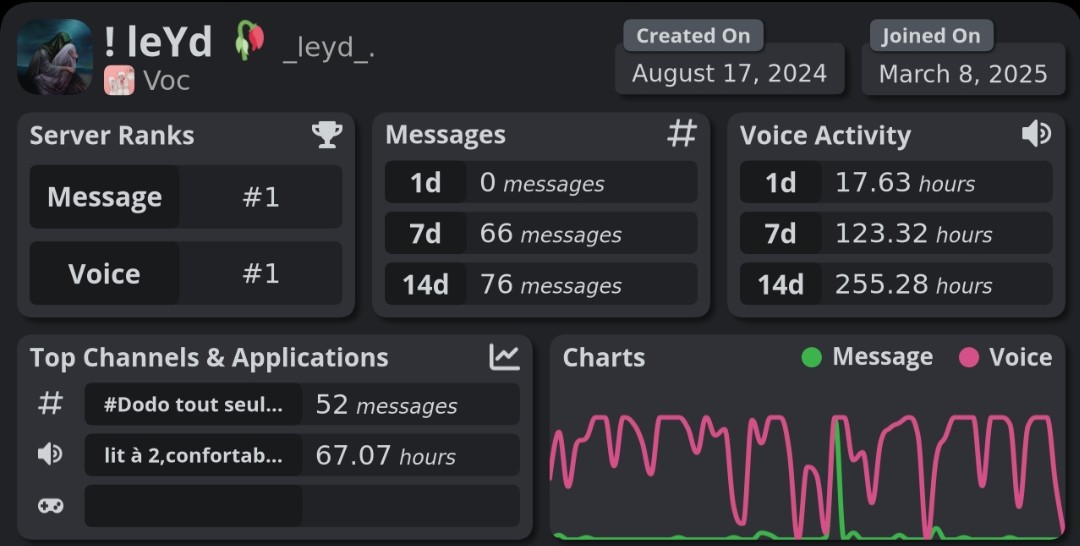 ! leYd _leyd_.
Voc
Created On
August 17, 2024
Joined On
March 8, 2025
Server Ranks
Message #1
Voice #1
Messages #
1d 0 messages
7d 66 messages
14d 76 messages
Voice Activity
1d 17.63 hours
7d 123.32 hours
14d 255.28 hours
Top Channels & Applications
# #Dodo tout seul... 52 messages
lit à 2,confortab... 67.07 hours
Charts Message Voice